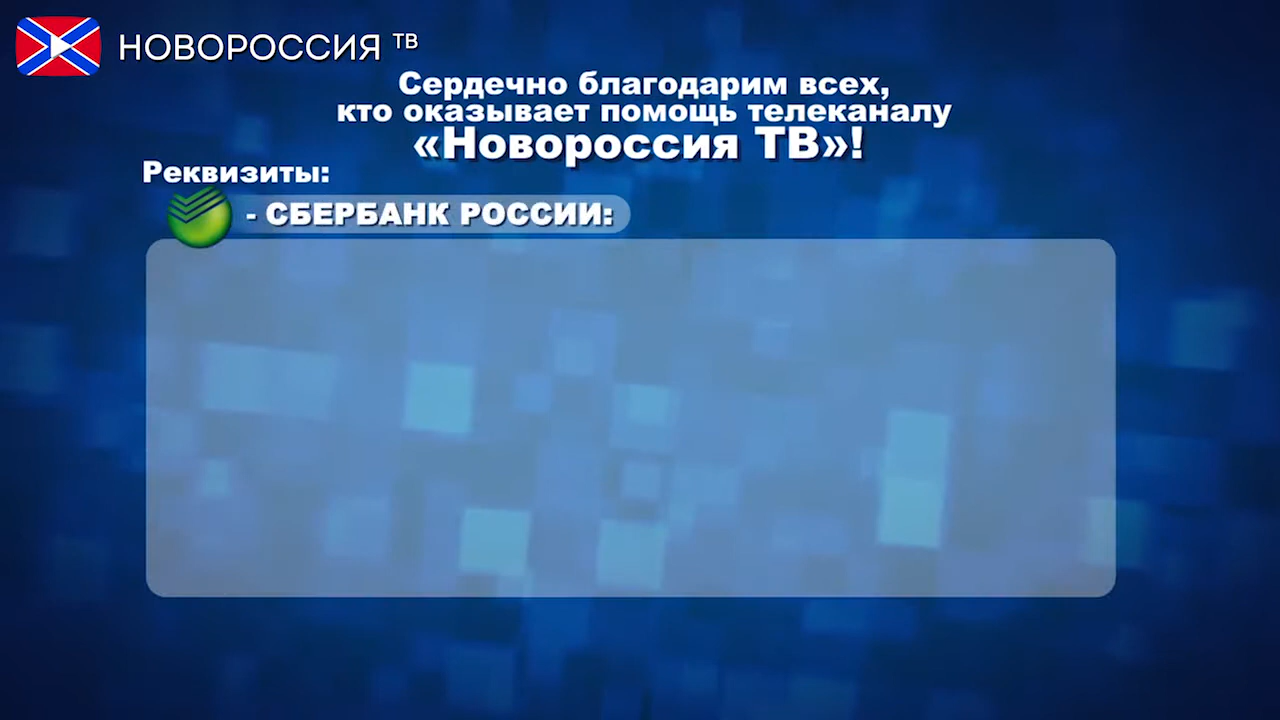 НОВОРОССИЯ ТВ
Сердечно благодарим всех,
кто оказывает помощь телеканалу
«Новороссия ТВ»!
Реквизиты:
- СБЕРБАНК РОССИИ: